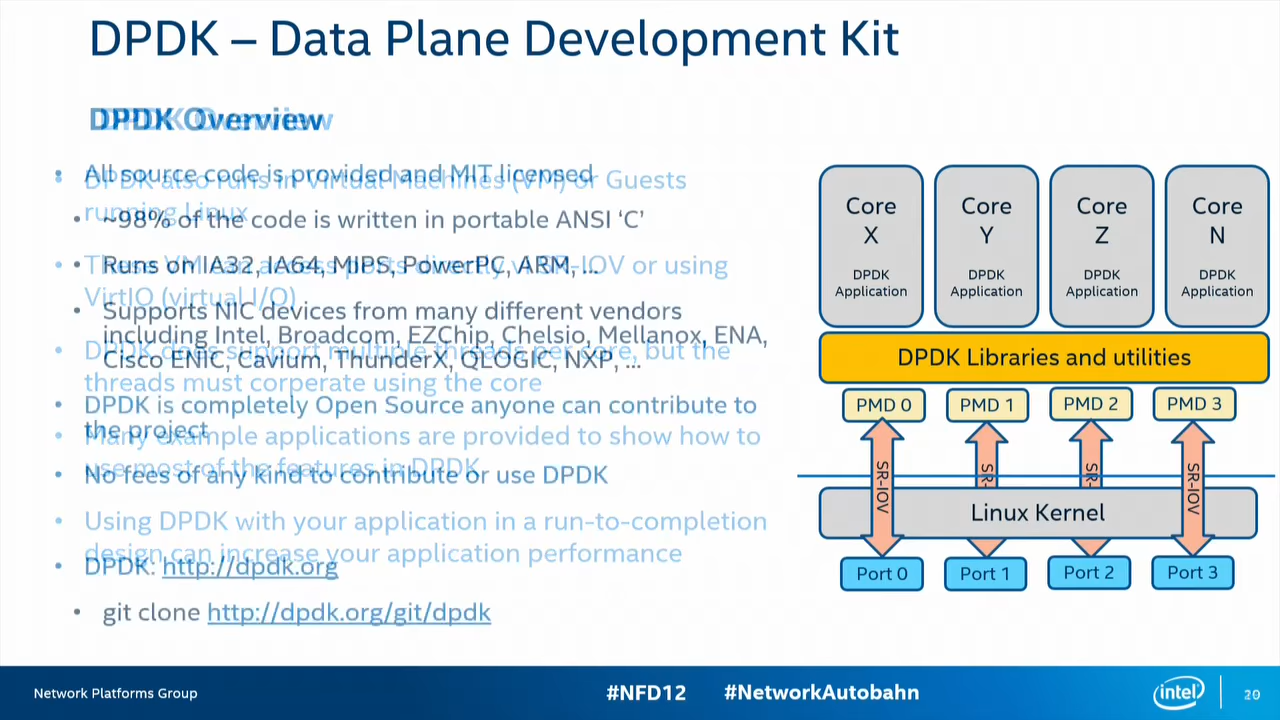 DPDK – Data Plane Development Kit
DPDK Overview
• All source code is provided and MIT licensed
• ~98% of the code is written in portable ANSI ‘C’
• Runs on IA32, IA64, MIPS, PowerPC, ARM, ...
• Supports NIC devices from many different vendors
including Intel, Broadcom, EZChip, Chelsio, Mellanox, ENA,
Cisco ENIC, Cavium, ThunderX, QLOGIC, NXP, ...
• DPDK is completely Open Source anyone can contribute to
the project
• No fees of any kind to contribute or use DPDK
• DPDK: http://dpdk.org
• git clone http://dpdk.org/git/dpdk
• DPDK also runs in Virtual Machines (VM) or Guests
running Linux
• These VM can access ports directly via SR-IOV or using
VirtIO (virtual I/O)
• DPDK does support multiple threads per core, but the
threads must corperate using the core
• Many example applications are provided to show how to
use most of the features in DPDK
• Using DPDK with your application in a run-to-completion
design can increase your application performance
Core
X
DPDK
Application
Core
Y
DPDK
Application
Core
Z
DPDK
Application
Core
N
DPDK
Application
DPDK Libraries and utilities
PMD 0
PMD 1
PMD 2
PMD 3
SR-IOV
SR-
SR-
SR-IOV
Linux Kernel
Port 0
Port 1
Port 2
Port 3
Network Platforms Group
#NFD12
#NetworkAutobahn
intel